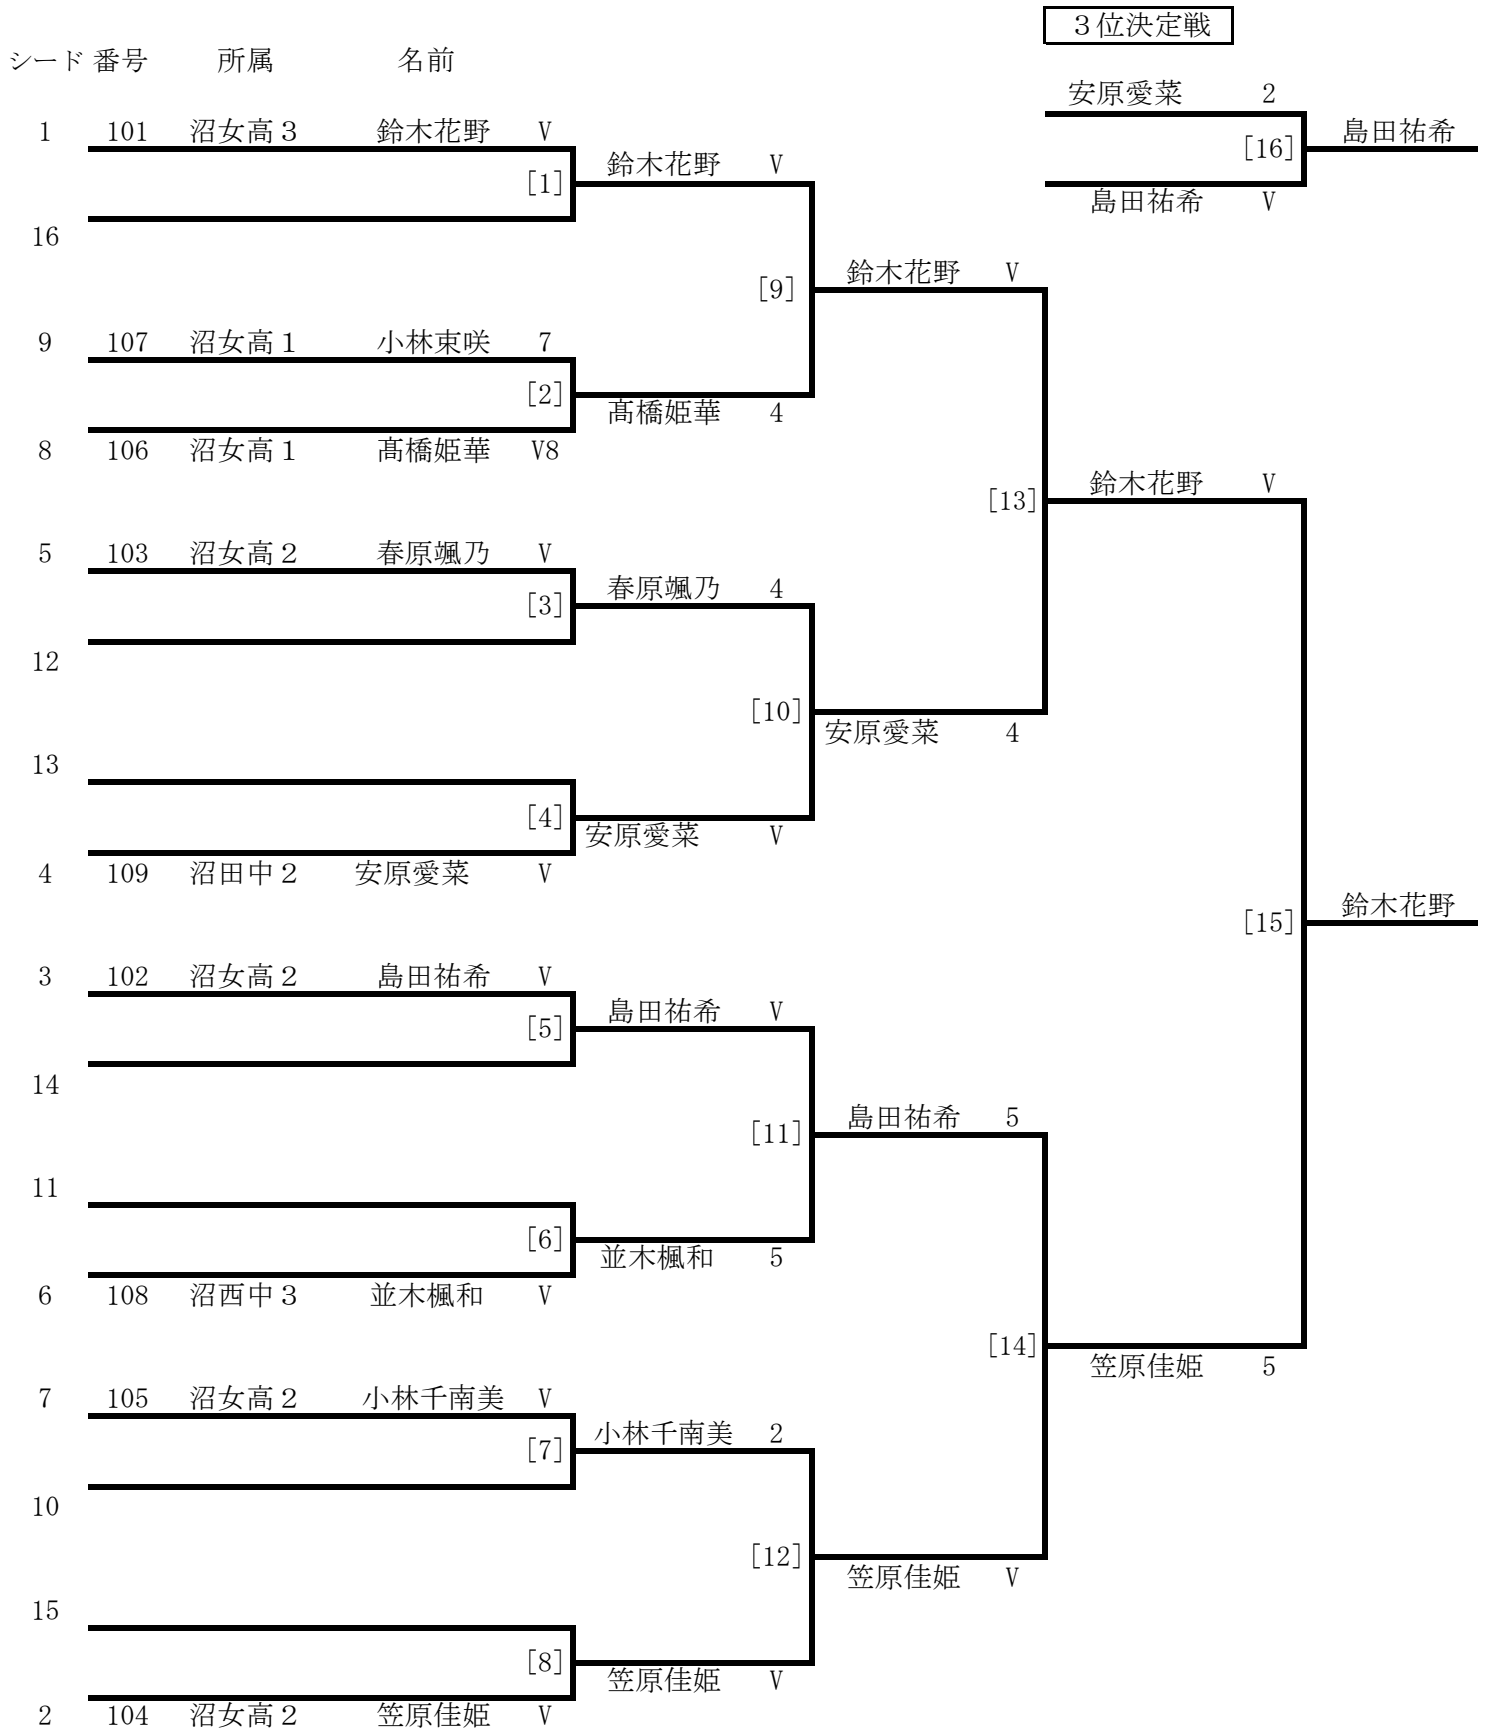 ３位決定戦
シード 番号 所属 名前
安原愛菜 2
1 101 沼女高３ 鈴木花野 V
[16] 島田祐希
[1] 鈴木花野 V
島田祐希 V
16
[9] 鈴木花野 V
9 107 沼女高１ 小林束咲 7
[2]
髙橋姫華 4
8 106 沼女高１ 髙橋姫華 V8
[13] 鈴木花野 V
5 103 沼女高２ 春原颯乃 V
[3] 春原颯乃 4
12
[10]
安原愛菜 4
13
[4]
安原愛菜 V
4 109 沼田中２ 安原愛菜 V
[15] 鈴木花野
3 102 沼女高２ 島田祐希 V
[5] 島田祐希 V
14
[11] 島田祐希 5
11
[6]
並木楓和 5
6 108 沼西中３ 並木楓和 V
[14]
笠原佳姫 5
7 105 沼女高２ 小林千南美 V
[7] 小林千南美 2
10
[12]
笠原佳姫 V
15
[8]
笠原佳姫 V
2 104 沼女高２ 笠原佳姫 V